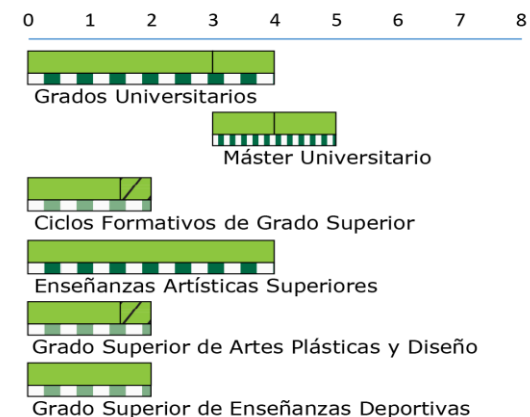 0 1 2 3 4 5 6 7 8
Grados Universitarios
Máster Universitario
Ciclos Formativos de Grado Superior
Enseñanzas Artísticas Superiores
Grado Superior de Artes Plásticas y Diseño
Grado Superior de Enseñanzas Deportivas